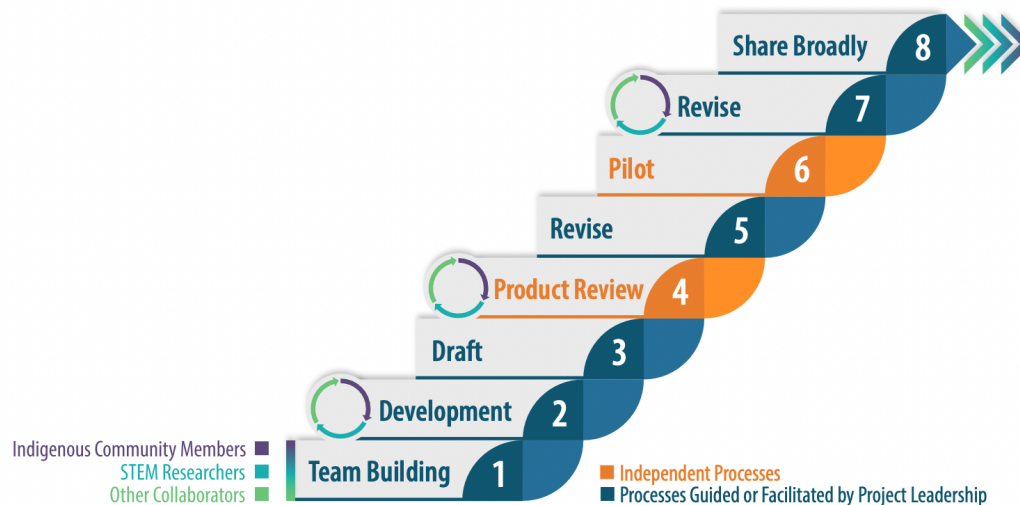 Share Broadly 8
Revise 7
Pilot 6
Revise 5
Product Review 4
Draft 3
Development 2
Team Building 1
Indigenous Community Members
STEM Researchers
Other Collaborators
Independent Processes
Processes Guided or Facilitated by Project Leadership